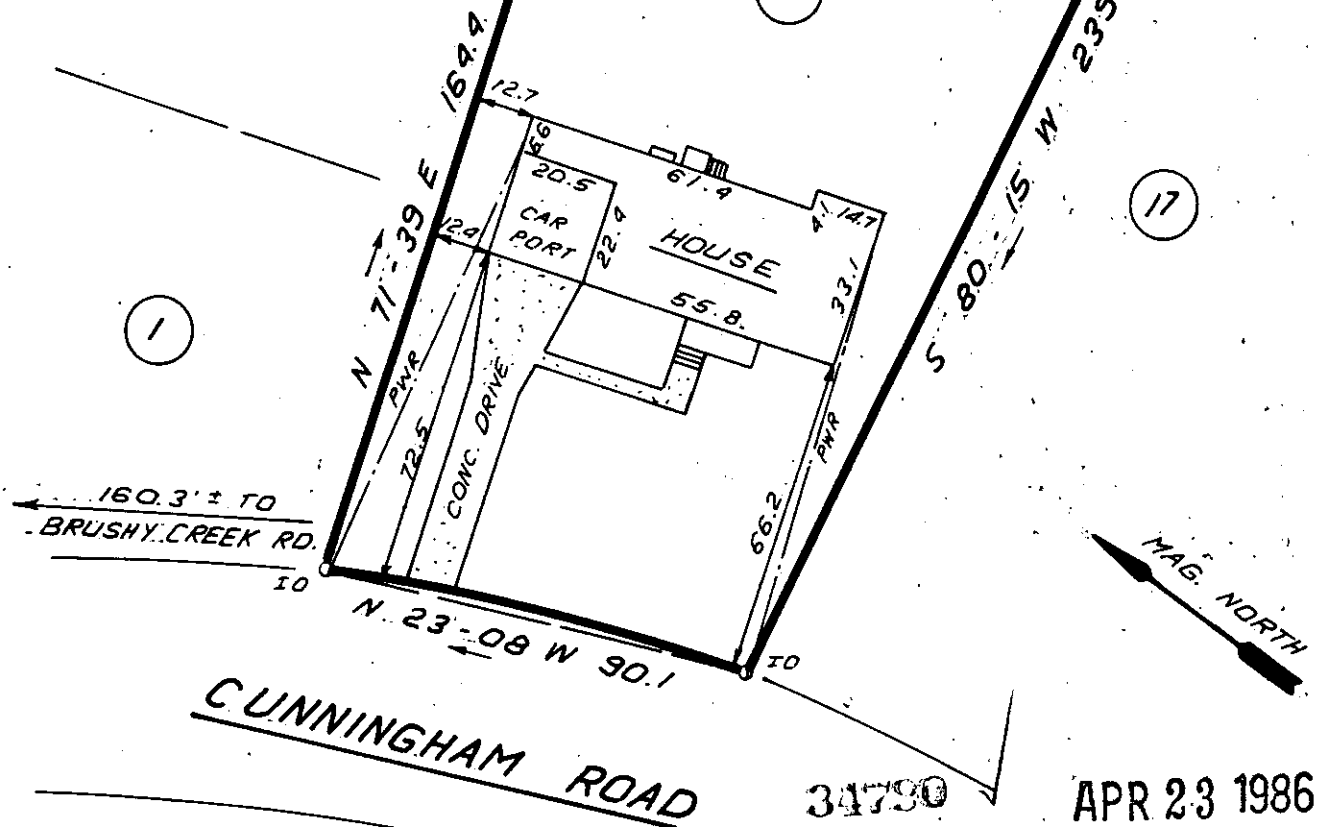 N 71-39 E 164.4
S 80-15 W 239
12.7
6.6
20.5
61.4
4.1
14.7
CAR
PORT
22.4
HOUSE
12.4
33.1
55.8
17
1
PWR
72.5
CONC. DRIVE
PWR
66.2
160.3'± TO
BRUSHY CREEK RD.
IO
IO
N 23-08 W 90.1
MAG. NORTH
CUNNINGHAM ROAD
34790
APR 23 1986